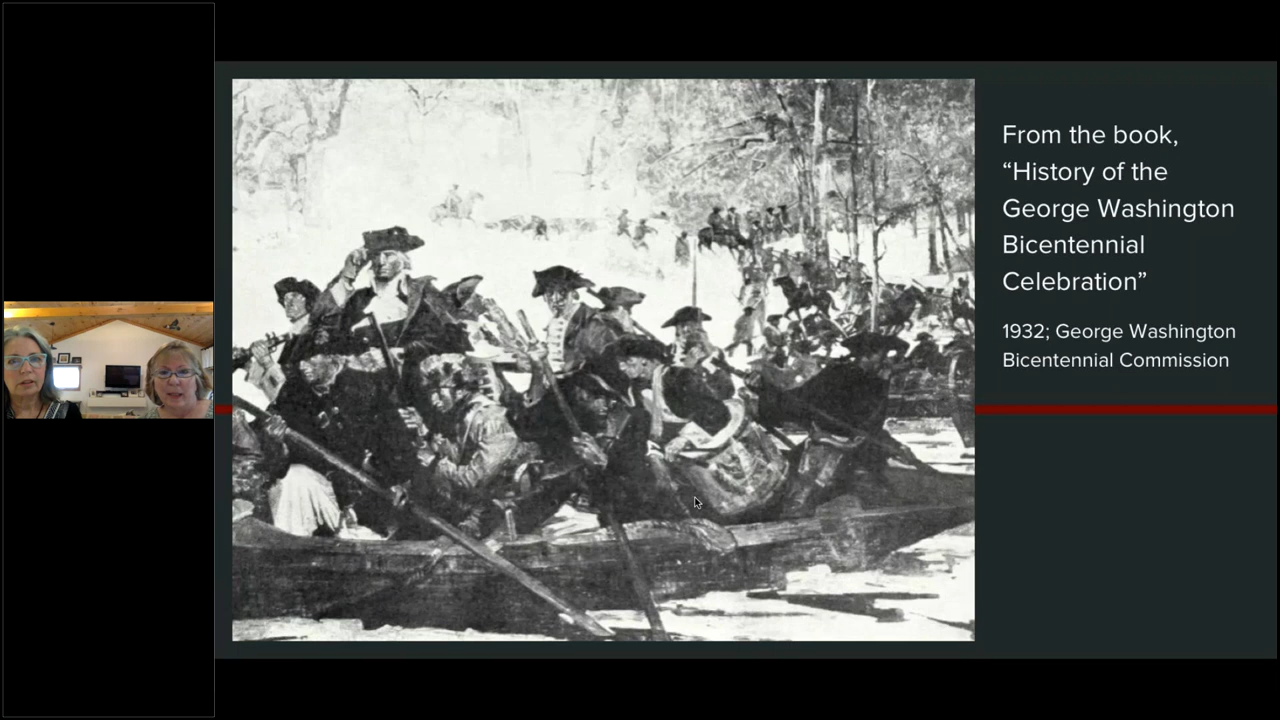 From the book,
“History of the
George Washington
Bicentennial
Celebration”
1932; George Washington
Bicentennial Commission